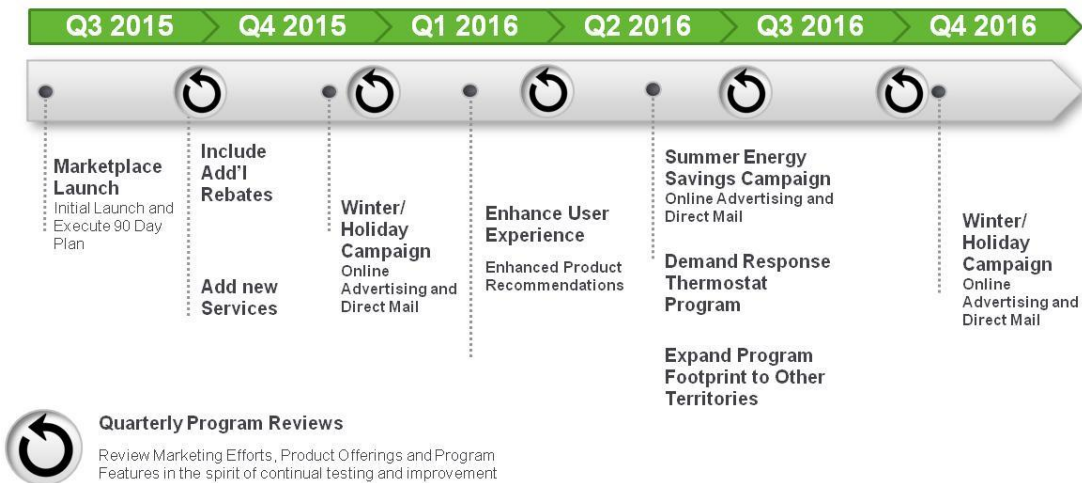 Q3 2015
Q4 2015
Q1 2016
Q2 2016
Q3 2016
Q4 2016
Marketplace
Launch
Initial Launch and
Execute 90 Day
Plan
Include
Add'l
Rebates
Add new
Services
Winter/
Holiday
Campaign
Online
Advertising and
Direct Mail
Enhance User
Experience
Enhanced Product
Recommendations
Summer Energy
Savings Campaign
Online Advertising and
Direct Mail
Demand Response
Thermostat
Program
Expand Program
Footprint to Other
Territories
Winter/
Holiday
Campaign
Online
Advertising and
Direct Mail
Quarterly Program Reviews
Review Marketing Efforts, Product Offerings and Program
Features in the spirit of continual testing and improvement